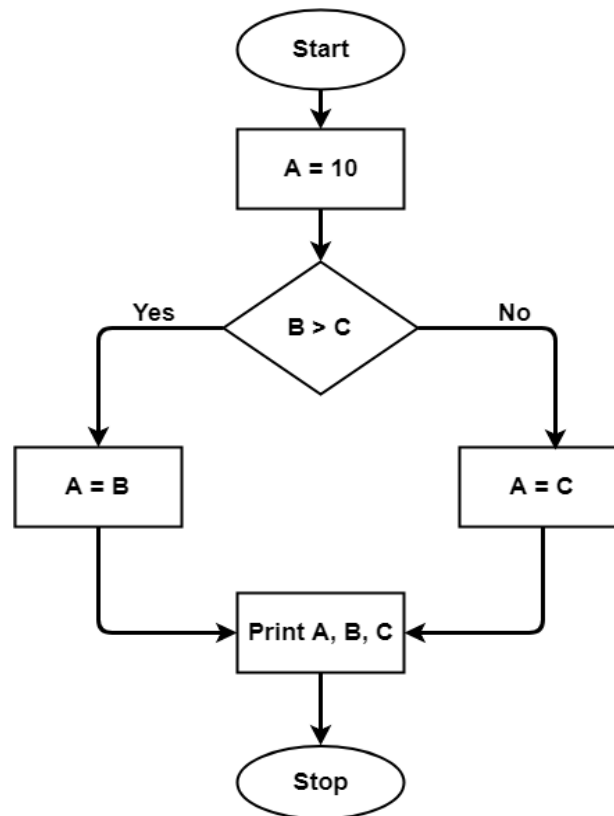 Start
A = 10
B > C
Yes
No
A = B
A = C
Print A, B, C
Stop